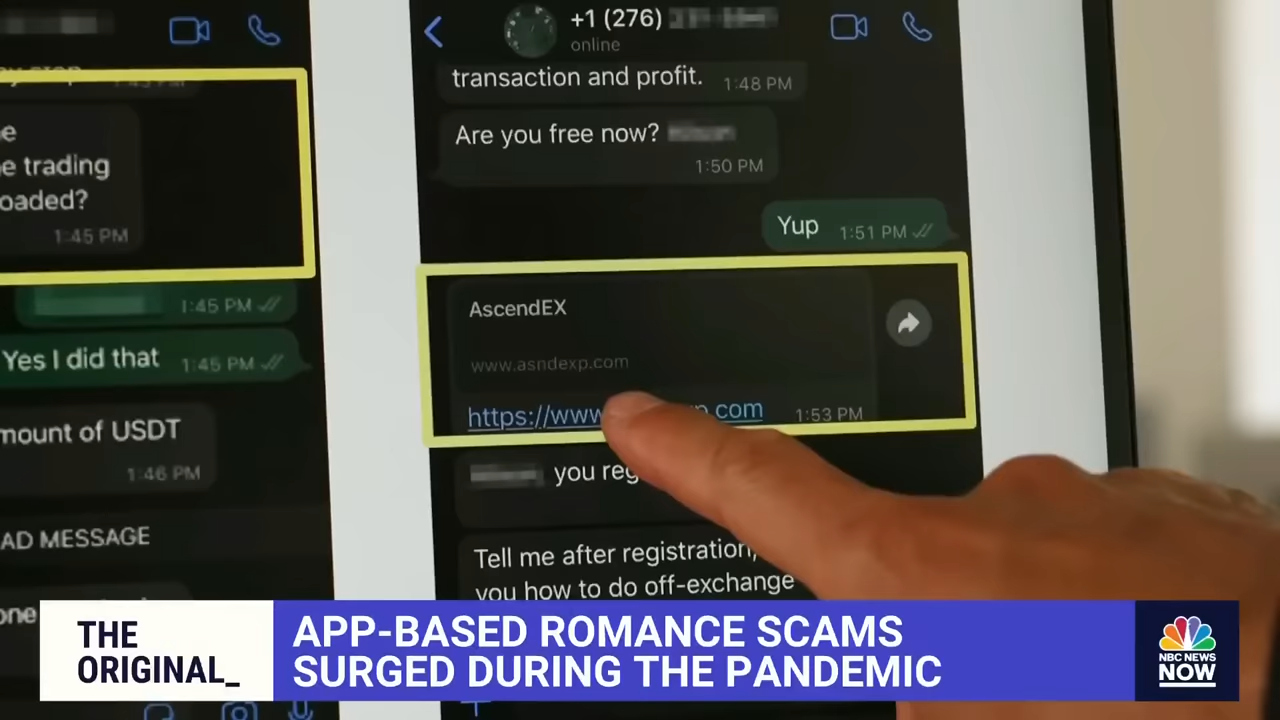 e
e trading
oaded?
1:45 PM
1:45 PM
Yes I did that 1:45 PM
mount of USDT
1:46 PM
AD MESSAGE
one
+1 (276)
online
transaction and profit. 1:48 PM
Are you free now?
1:50 PM
Yup 1:51 PM
AscendEX
www.asndexp.com
https://www p.com 1:53 PM
you reg
Tell me after registration,
you how to do off-exchange
THE
ORIGINAL_
APP-BASED ROMANCE SCAMS
SURGED DURING THE PANDEMIC
NBC NEWS
NOW